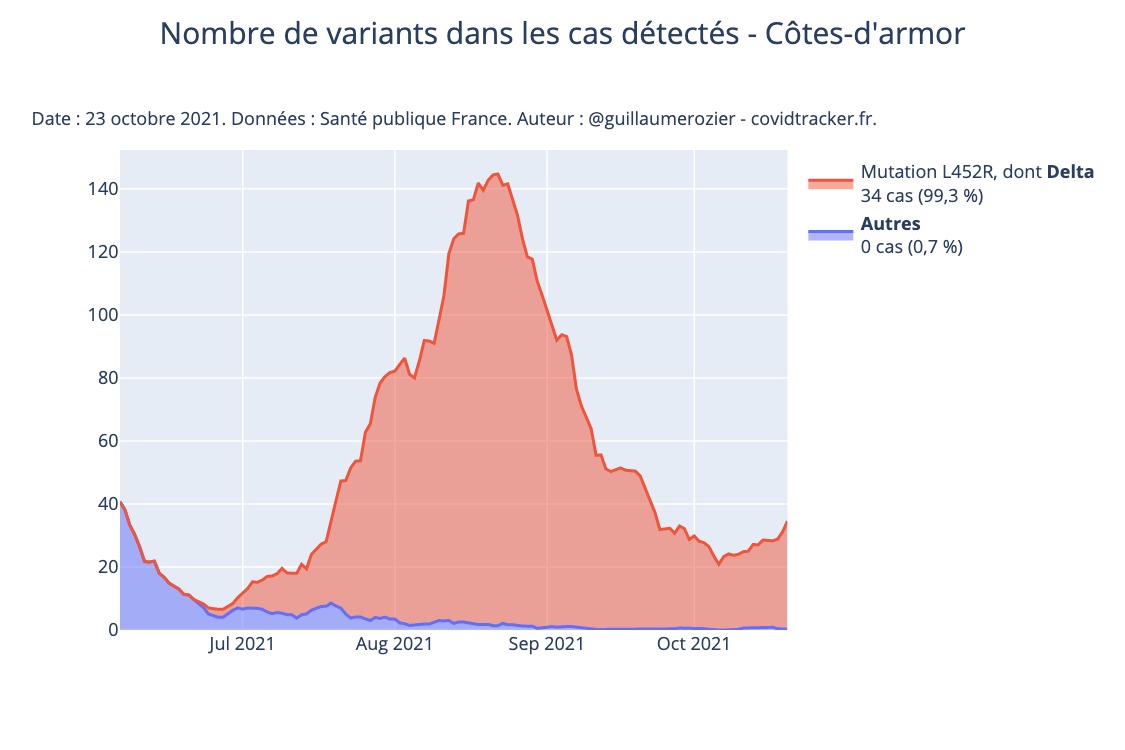 Nombre de variants dans les cas détectés - Côtes-d'armor
Date : 23 octobre 2021. Données : Santé publique France. Auteur : @guillaumerozier - covidtracker.fr.
Mutation L452R, dont Delta
34 cas (99,3 %)
Autres
0 cas (0,7 %)
140
120
100
80
60
40
20
0
Jul 2021
Aug 2021
Sep 2021
Oct 2021